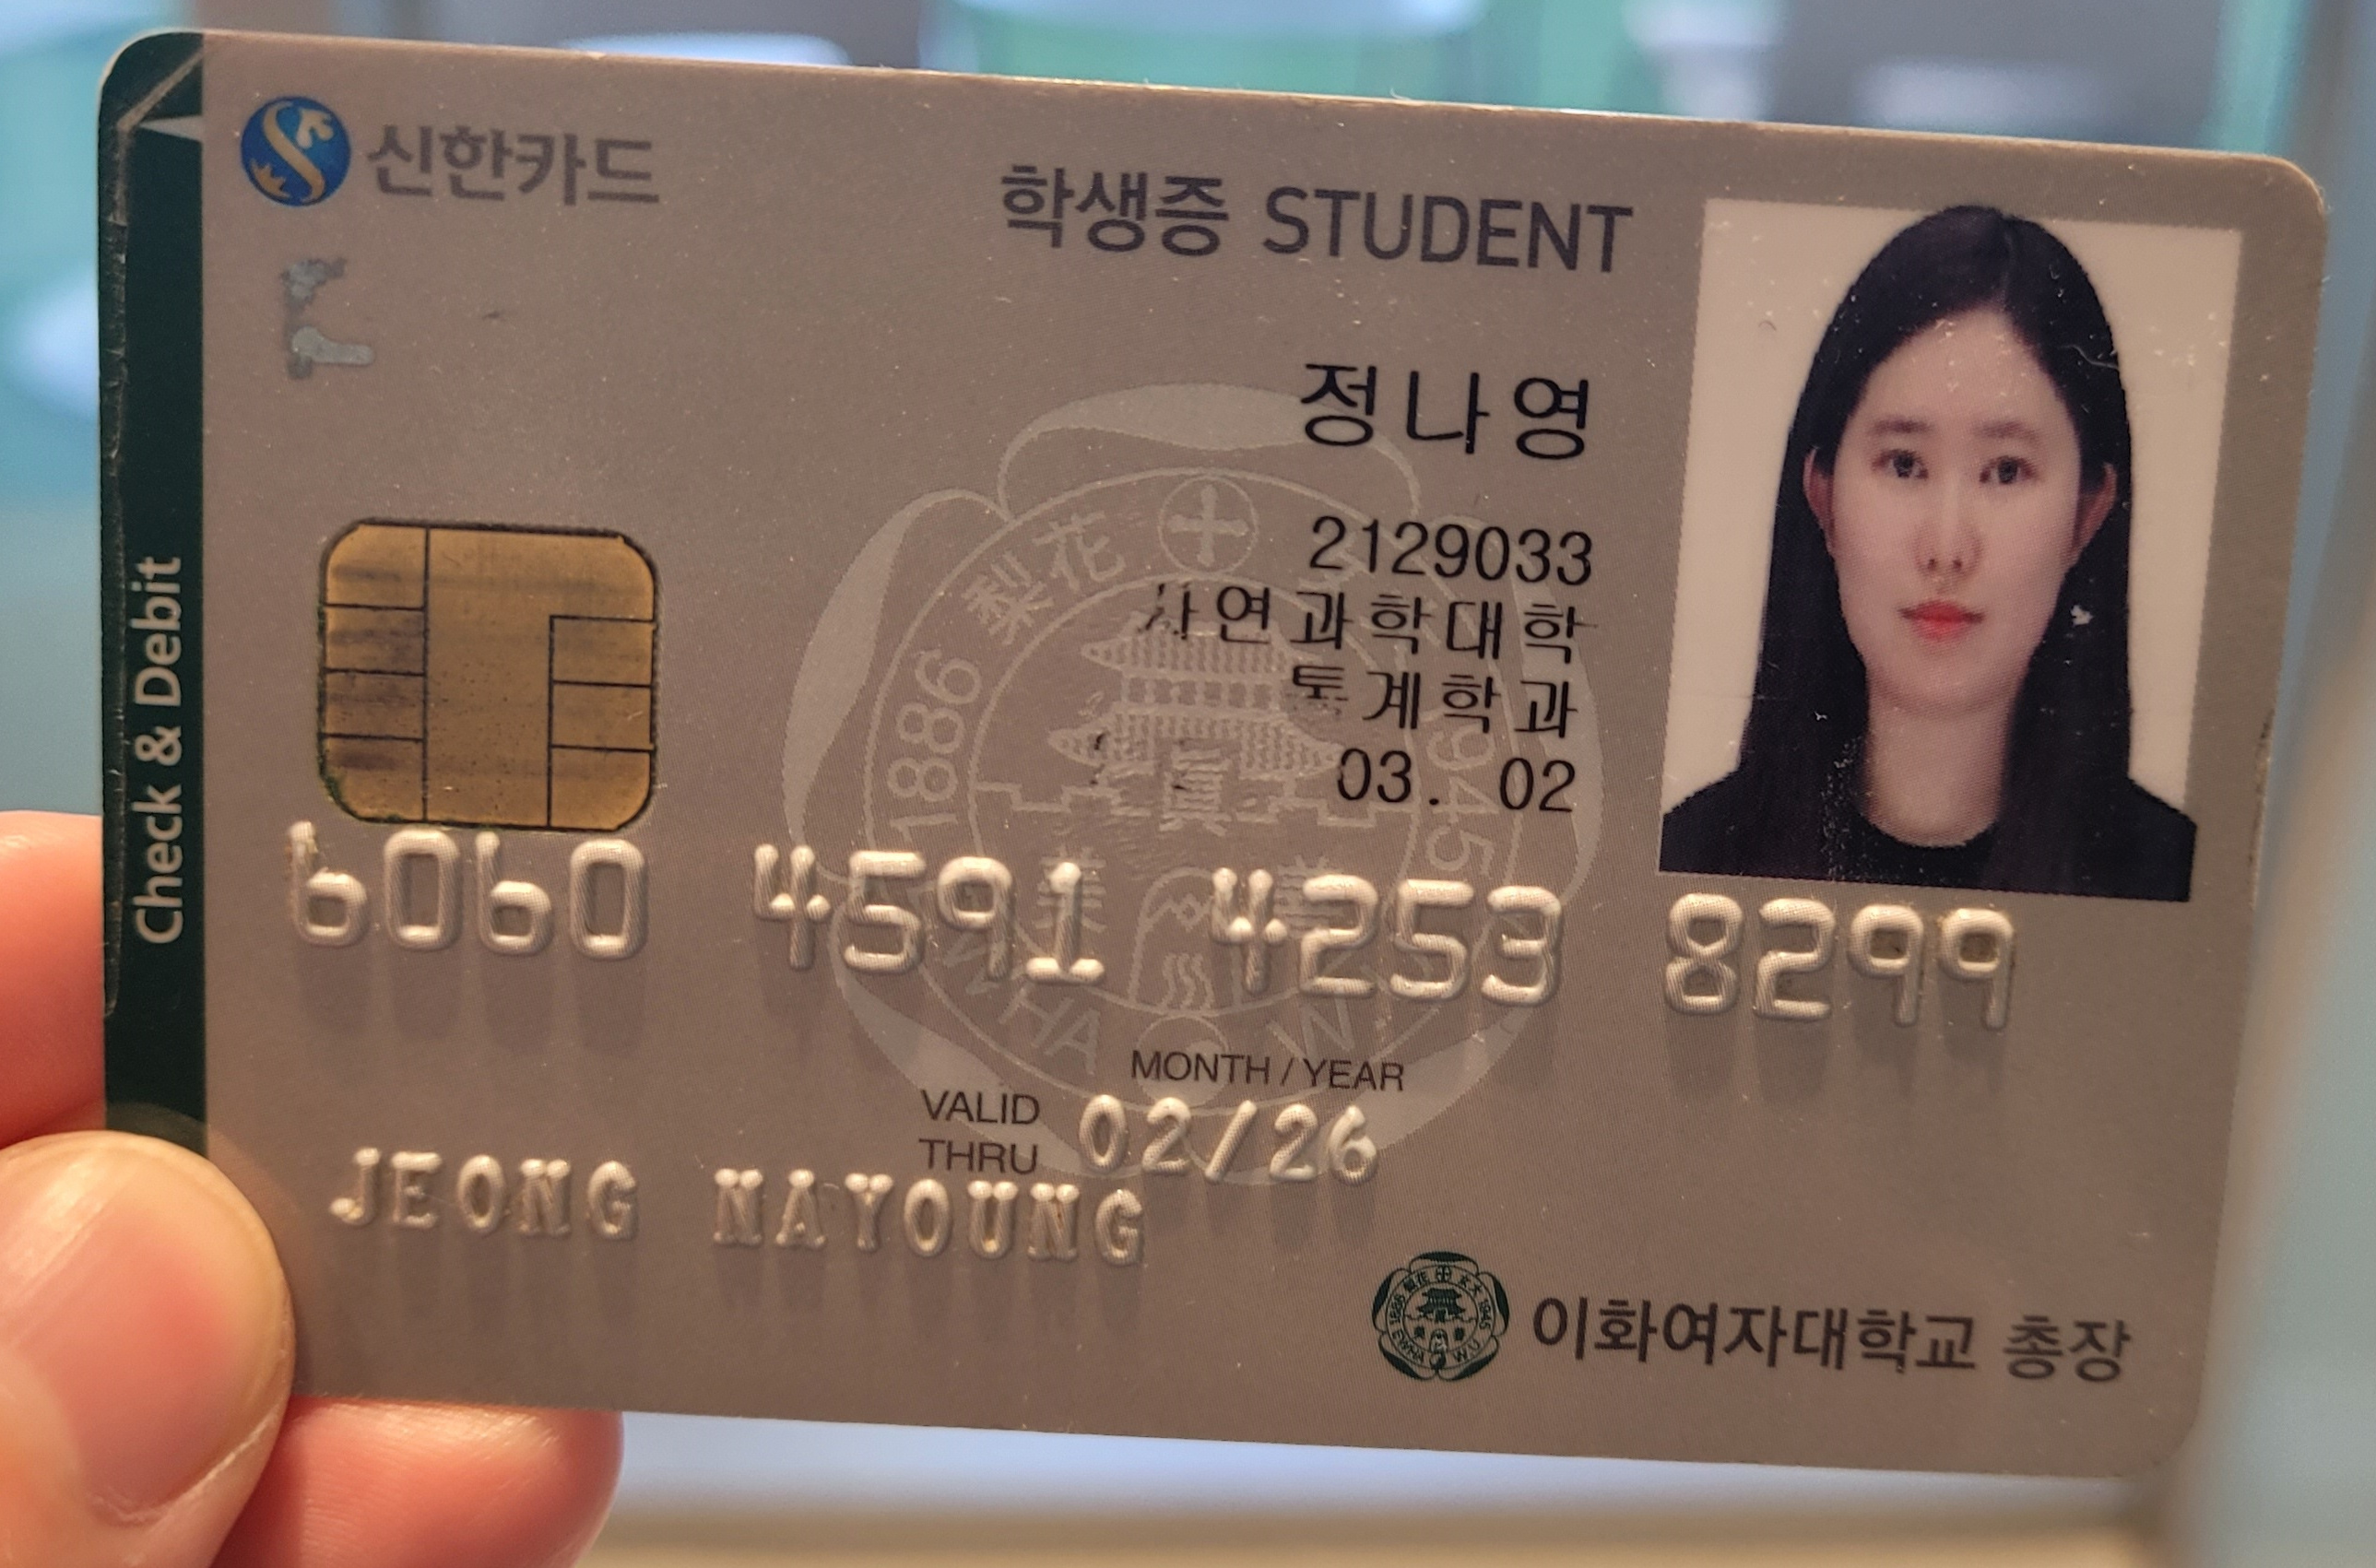 신한카드
학생증 STUDENT
정나영
2129033
자연과학대학
통계학과
03. 02
1886 梨花 1945
Check & Debit
6060 4591 4253 8299
MONTH / YEAR
VALID THRU 02/26
JEONG NAYOUNG
이화여자대학교 총장